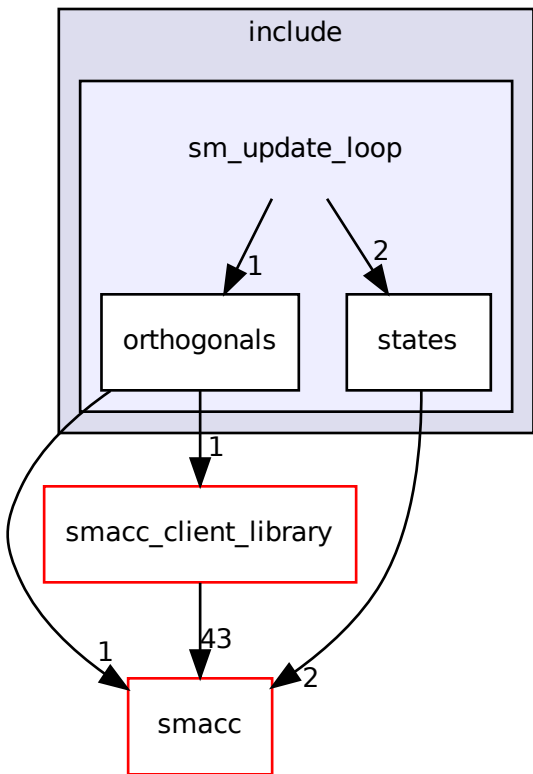 include
sm_update_loop
1
2
orthogonals
states
1
smacc_client_library
43
1
2
smacc